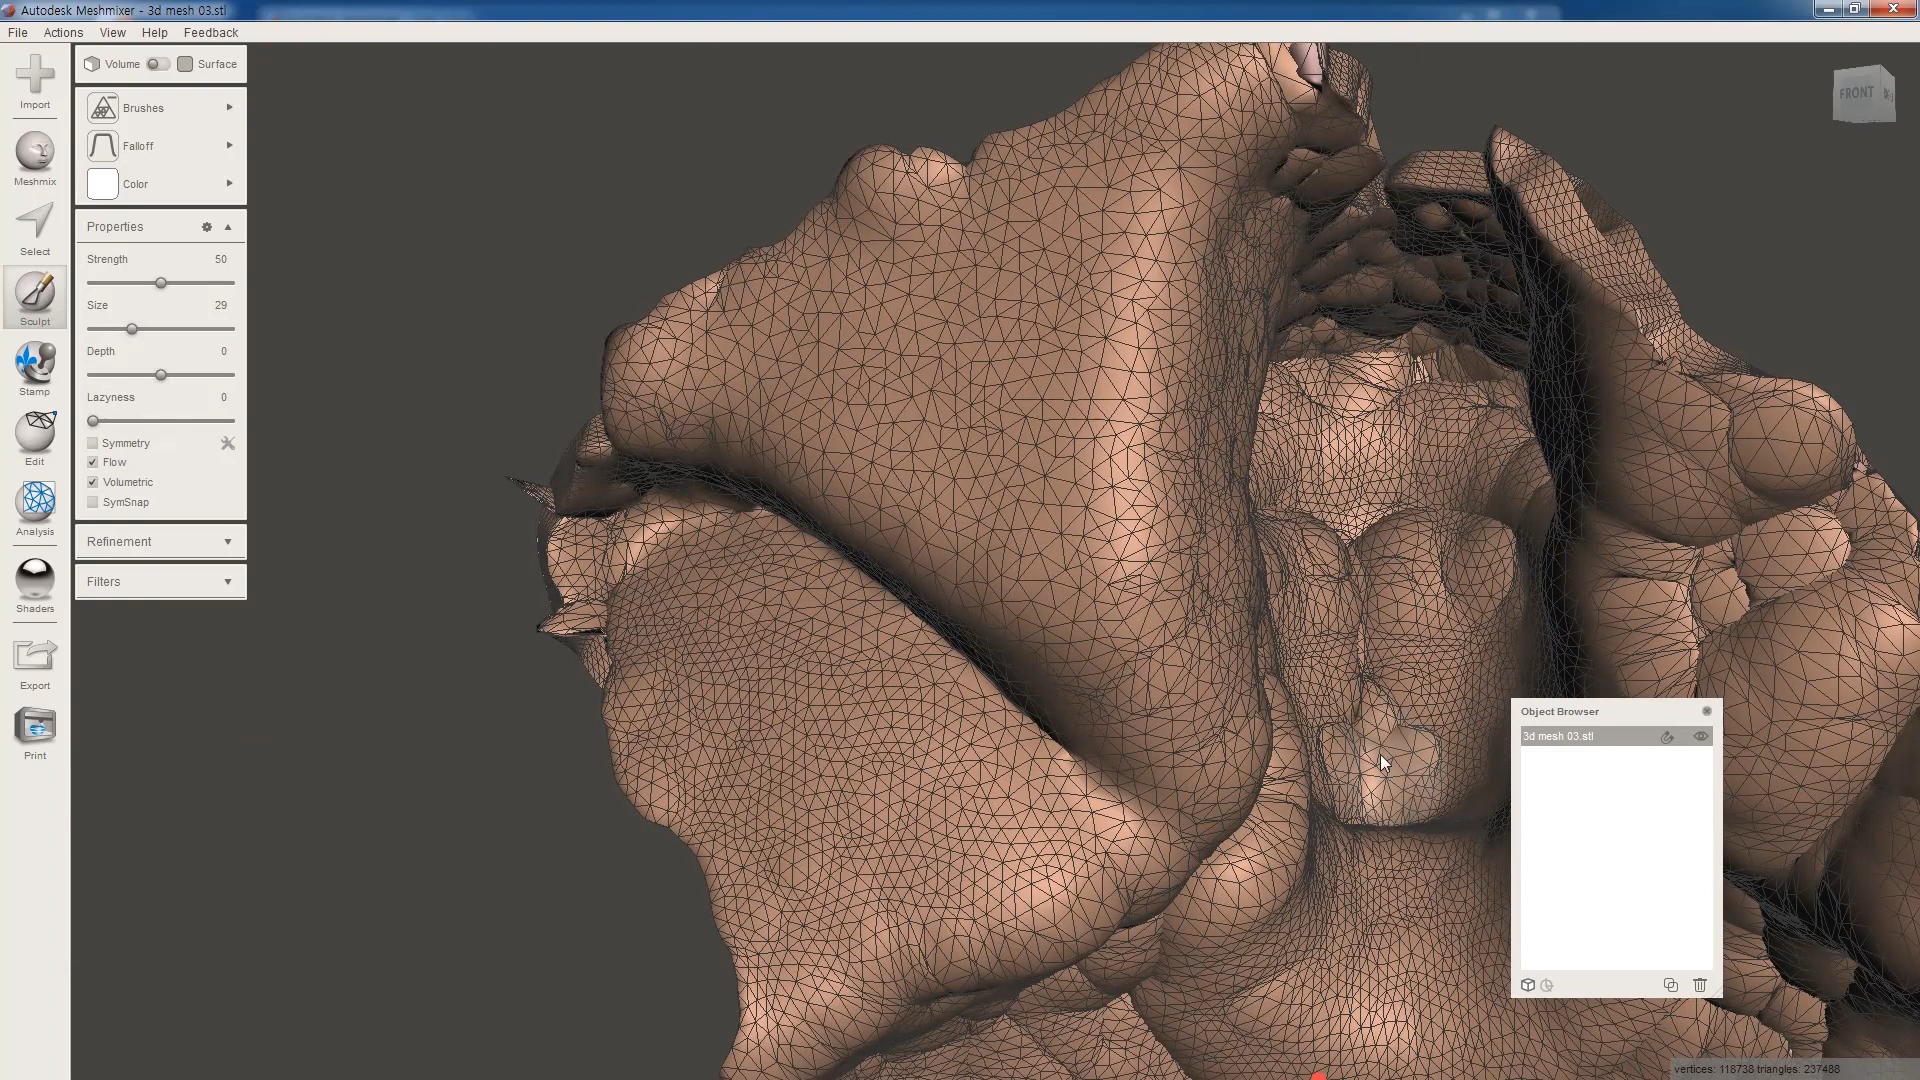 Autodesk Meshmixer - 3d mesh 03.stl
File Actions View Help Feedback
Import
Meshmix
Select
Sculpt
Stamp
Edit
Analysis
Shaders
Export
Print
Volume Surface
Brushes
Falloff
Color
Properties
Strength 50
Size 29
Depth 0
Lazyness 0
Symmetry
Flow
Volumetric
SymSnap
Refinement
Filters
FRONT
Object Browser
3d mesh 03.stl
vertices: 118738 triangles: 237488